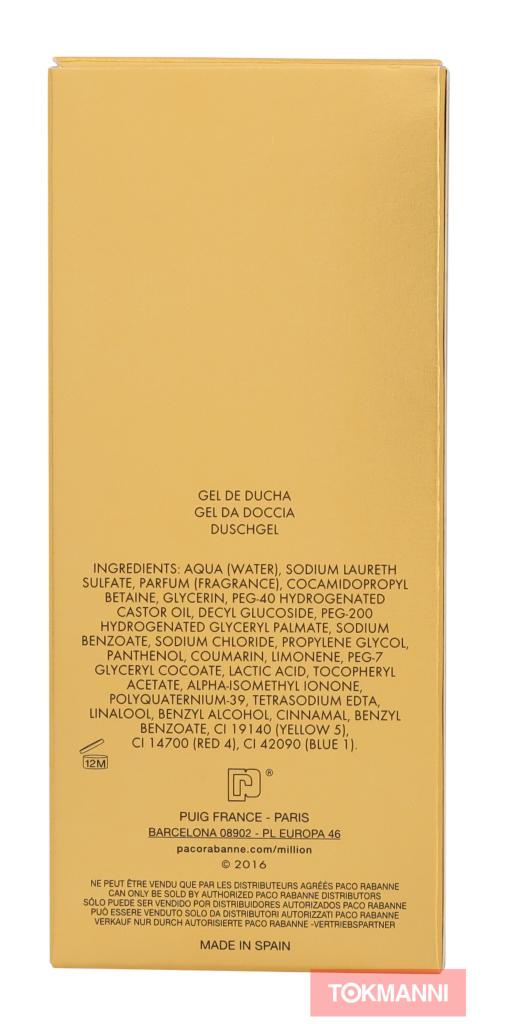 GEL DE DUCHA
GEL DA DOCCIA
DUSCHGEL
INGREDIENTS: AQUA (WATER), SODIUM LAURETH
SULFATE, PARFUM (FRAGRANCE), COCAMIDOPROPYL
BETAINE, GLYCERIN, PEG-40 HYDROGENATED
CASTOR OIL, DECYL GLUCOSIDE, PEG-200
HYDROGENATED GLYCERYL PALMATE, SODIUM
BENZOATE, SODIUM CHLORIDE, PROPYLENE GLYCOL,
PANTHENOL, COUMARIN, LIMONENE, PEG-7
GLYCERYL COCOATE, LACTIC ACID, TOCOPHERYL
ACETATE, ALPHA-ISOMETHYL IONONE,
POLYQUATERNIUM-39, TETRASODIUM EDTA,
LINALOOL, BENZYL ALCOHOL, CINNAMAL, BENZYL
BENZOATE, CI 19140 (YELLOW 5),
CI 14700 (RED 4), CI 42090 (BLUE 1).
12M
®
PUIG FRANCE - PARIS
BARCELONA 08902 - PL EUROPA 46
pacorabanne.com/million
© 2016
NE PEUT ÊTRE VENDU QUE PAR LES DISTRIBUTEURS AGRÉÉS PACO RABANNE
CAN ONLY BE SOLD BY AUTHORIZED PACO RABANNE DISTRIBUTORS
SÓLO PUEDE SER VENDIDO POR DISTRIBUIDORES AUTORIZADOS PACO RABANNE
PUÒ ESSERE VENDUTO SOLO DA DISTRIBUTORI AUTORIZZATI PACO RABANNE
VERKAUF NUR DURCH AUTORISIERTE PACO RABANNE -VERTRIEBSPARTNER
MADE IN SPAIN
TOKMANNI